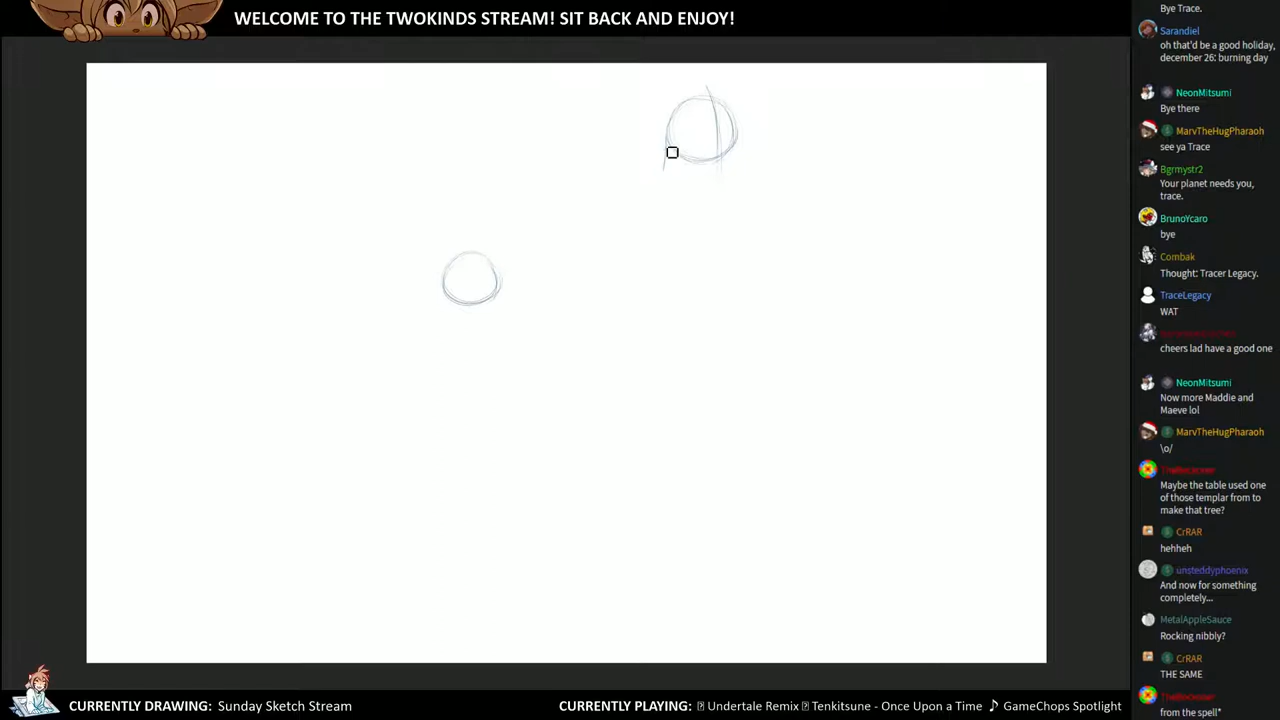 WELCOME TO THE TWOKINDS STREAM! SIT BACK AND ENJOY!
Bye Trace.
Sarandiel
oh that'd be a good holiday,
december 26: burning day
NeonMitsumi
Bye there
MarvTheHugPharaoh
see ya Trace
Bgrmystr2
Your planet needs you,
trace.
BrunoYcaro
bye
Combak
Thought: Tracer Legacy.
TraceLegacy
WAT
cheers lad have a good one
NeonMitsumi
Now more Maddie and
Maeve lol
MarvTheHugPharaoh
\o/
Maybe the table used one
of those templar from to
make that tree?
CrRAR
hehheh
unsteddyphoenix
And now for something
completely...
MetalAppleSauce
Rocking nibbly?
CrRAR
THE SAME
from the spell*
CURRENTLY DRAWING: Sunday Sketch Stream
CURRENTLY PLAYING: Undertale Remix Tenkitsune - Once Upon a Time ♪ GameChops Spotlight